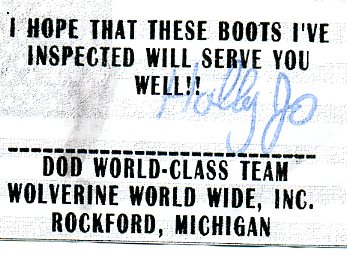 I HOPE THAT THESE BOOTS I'VE
INSPECTED WILL SERVE YOU
WELL!!
Holly Jo
DOD WORLD-CLASS TEAM
WOLVERINE WORLD WIDE, INC.
ROCKFORD, MICHIGAN